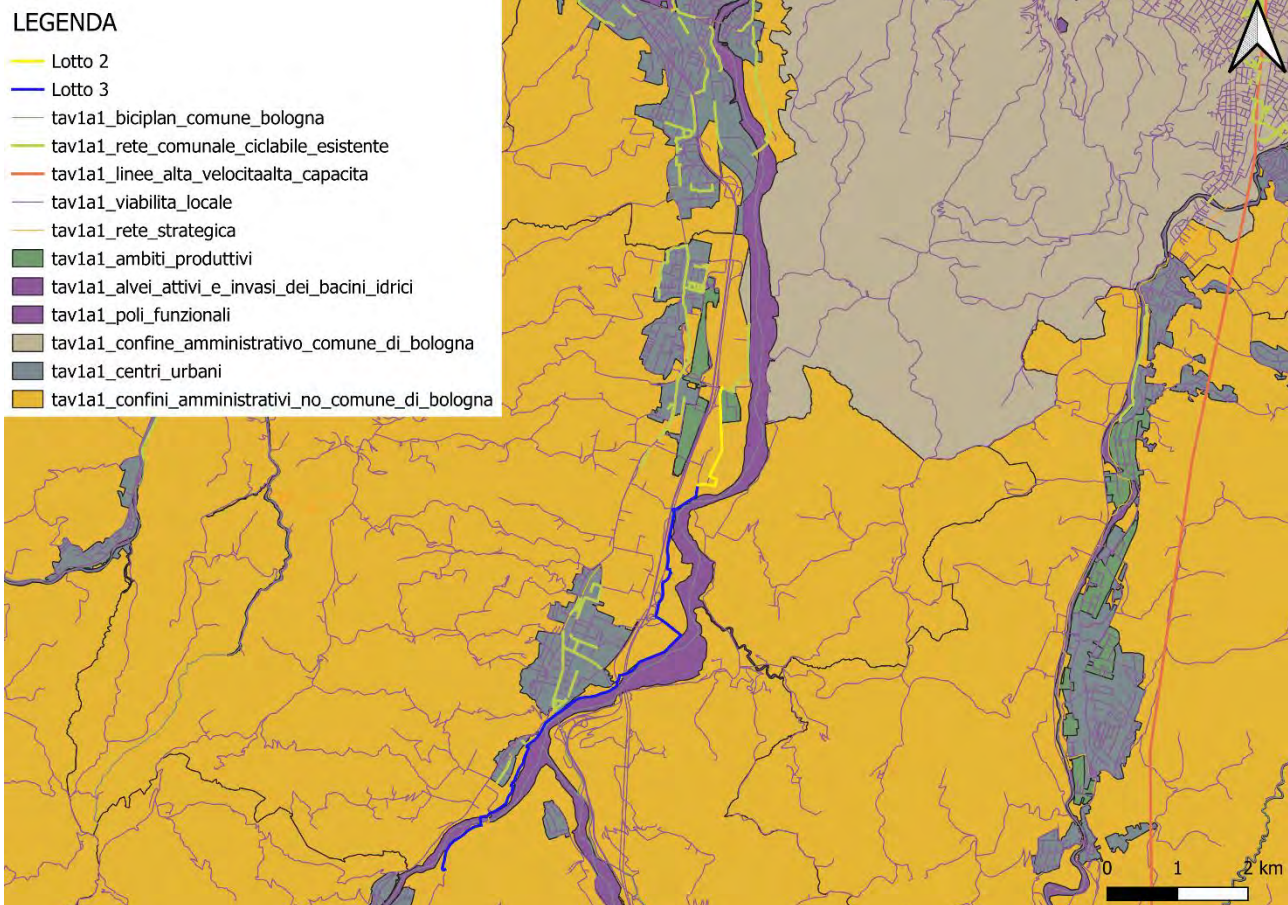 LEGENDA
Lotto 2
Lotto 3
tav1a1_biciplan_comune_bologna
tav1a1_rete_comunale_ciclabile_esistente
tav1a1_linee_alta_velocitaalta_capacita
tav1a1_viabilita_locale
tav1a1_rete_strategica
tav1a1_ambiti_produttivi
tav1a1_alvei_attivi_e_invasi_dei_bacini_idrici
tav1a1_poli_funzionali
tav1a1_confine_amministrativo_comune_di_bologna
tav1a1_centri_urbani
tav1a1_confini_amministrativi_no_comune_di_bologna
0 1 2 km